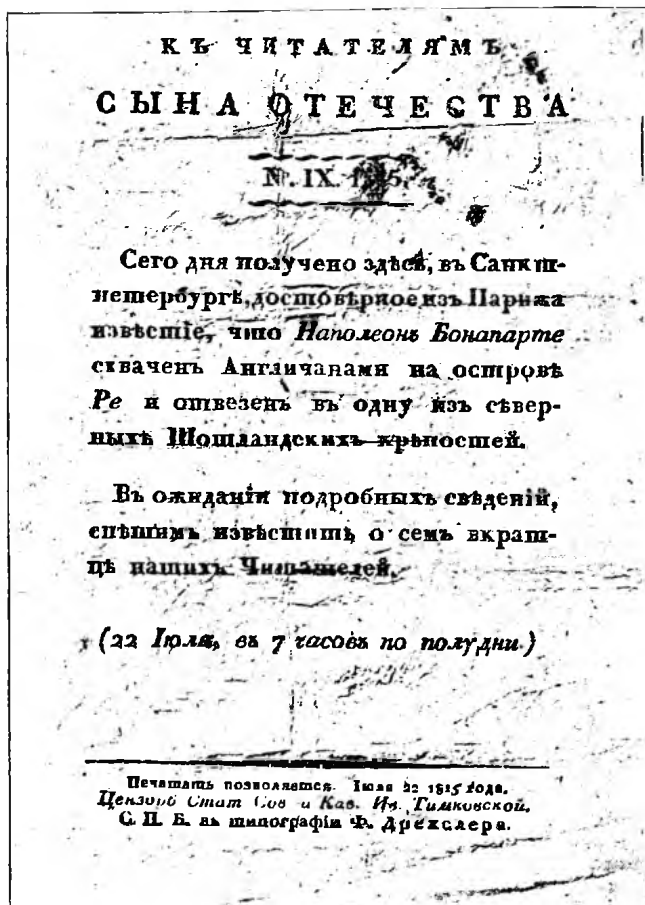 КЪ ЧИТАТЕЛЯМЪ
СЫНА ОТЕЧЕСТВА
N°. IX. 1815.
Сего дня получено здѣсь, въ Санкт-
петербургѣ, достовѣрное изъ Парижа
извѣстіе, что Наполеонъ Бонапарте
схваченъ Англичанами на островѣ
Ре и отвезенъ въ одну изъ сѣвер-
ныхъ Шотландскихъ крѣпостей.
Въ ожиданіи подробныхъ свѣденій,
спѣшимъ извѣстить о семъ вкрат-
цѣ нашихъ Читателей.
(22 Іюля, въ 7 часовъ по полудни.)
Печатать позволяется. Іюля 22 1815 года.
Цензоръ Стат Сов и Кав. Ив. Тимковской.
С. П. Б. въ типографіи Ф. Дрехслера.